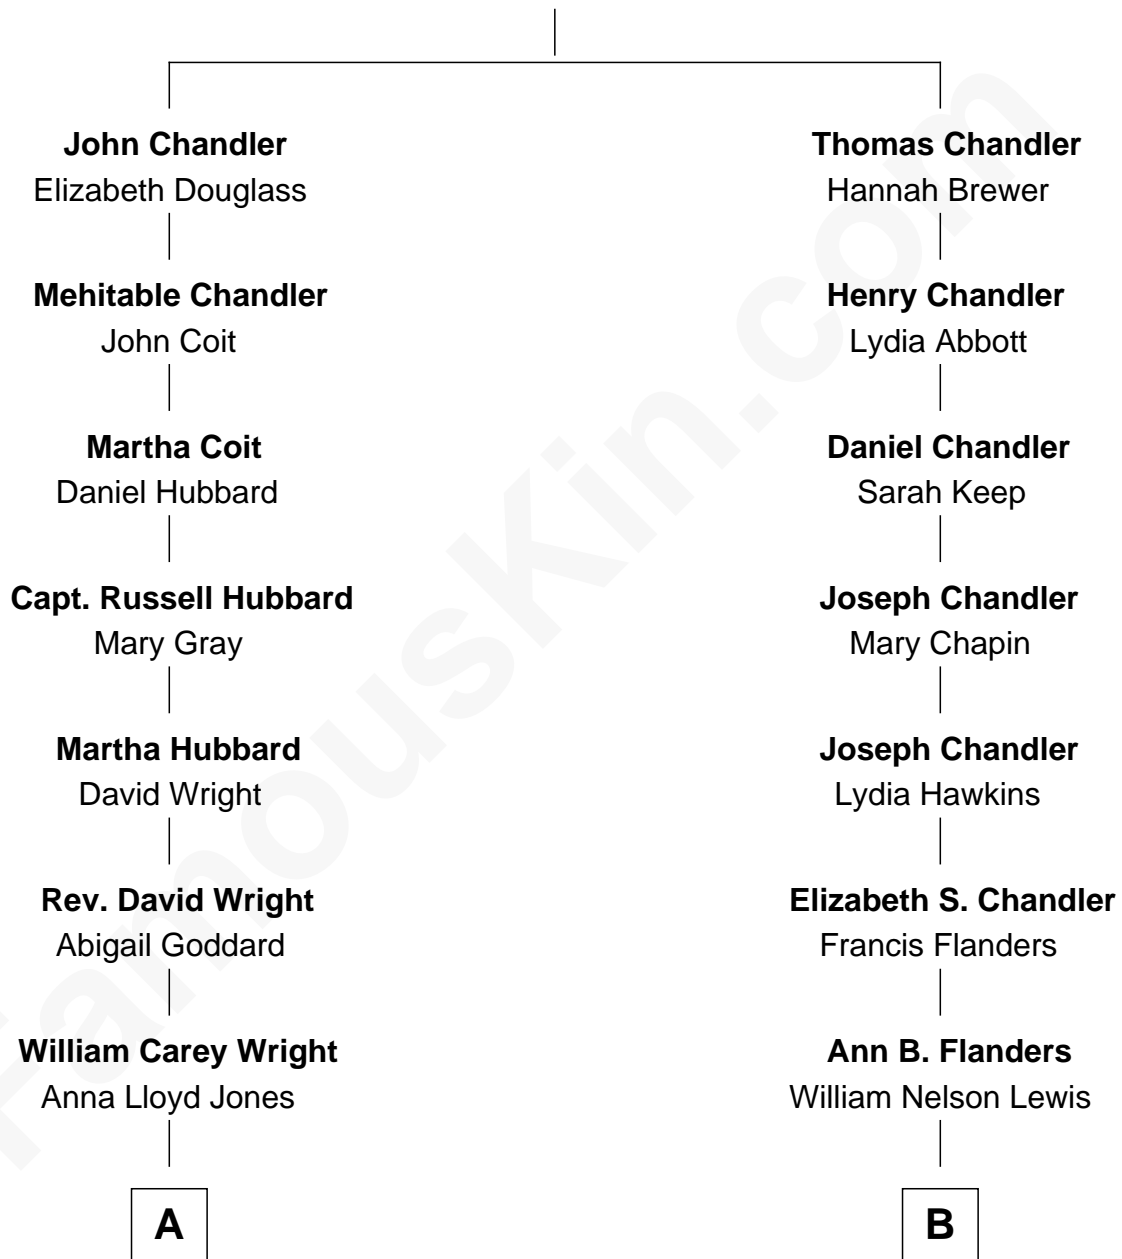 John Chandler
Elizabeth Douglass
Mehitable Chandler
John Coit
Martha Coit
Daniel Hubbard
Capt. Russell Hubbard
Mary Gray
Martha Hubbard
David Wright
Rev. David Wright
Abigail Goddard
William Carey Wright
Anna Lloyd Jones
A
Thomas Chandler
Hannah Brewer
Henry Chandler
Lydia Abbott
Daniel Chandler
Sarah Keep
Joseph Chandler
Mary Chapin
Joseph Chandler
Lydia Hawkins
Elizabeth S. Chandler
Francis Flanders
Ann B. Flanders
William Nelson Lewis
B
FamousKin.com